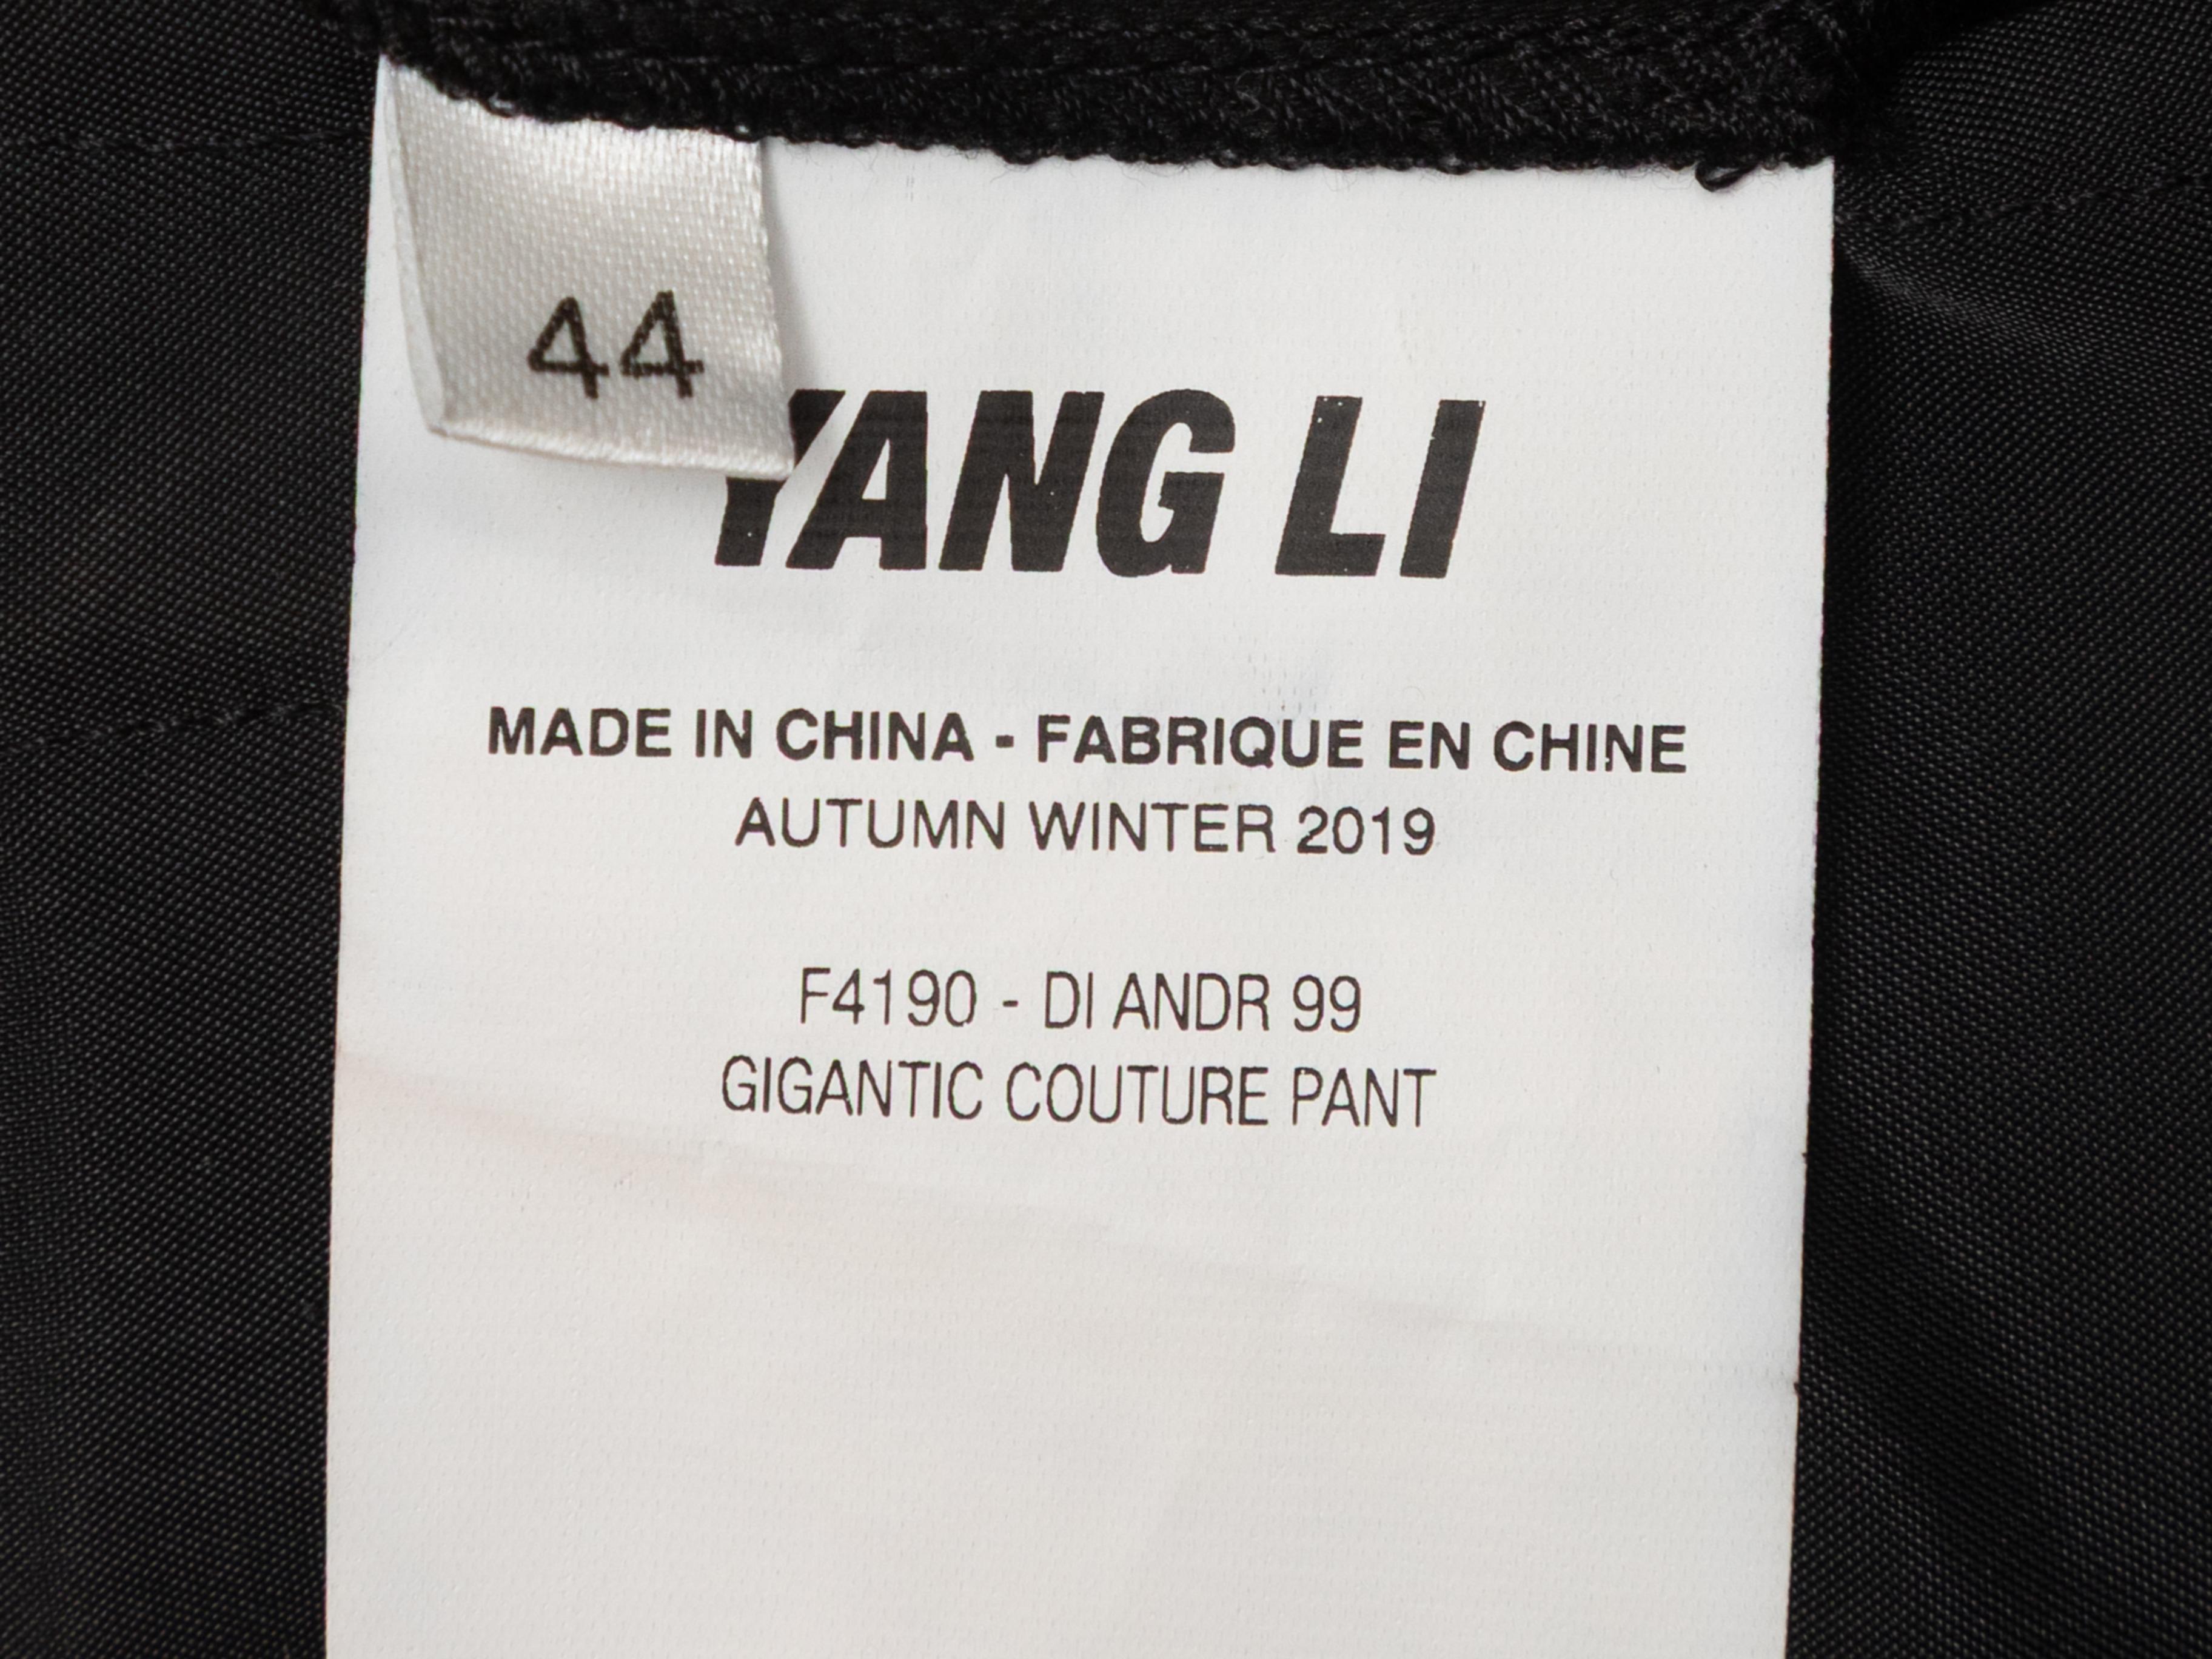 44
YANG LI
MADE IN CHINA - FABRIQUE EN CHINE
AUTUMN WINTER 2019
F4190 - DI ANDR 99
GIGANTIC COUTURE PANT